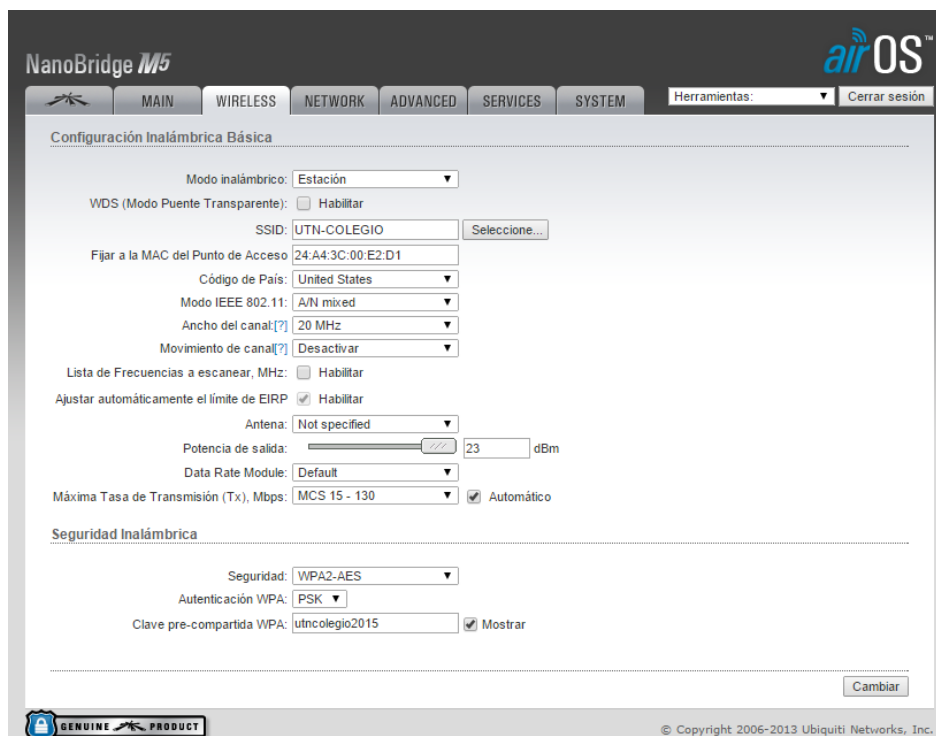 NanoBridge M5
airOS™
MAIN WIRELESS NETWORK ADVANCED SERVICES SYSTEM Herramientas: Cerrar sesión
Configuración Inalámbrica Básica
Modo inalámbrico: Estación
WDS (Modo Puente Transparente): Habilitar
SSID: UTN-COLEGIO Seleccione...
Fijar a la MAC del Punto de Acceso 24:A4:3C:00:E2:D1
Código de País: United States
Modo IEEE 802.11: A/N mixed
Ancho del canal:[?] 20 MHz
Movimiento de canal[?] Desactivar
Lista de Frecuencias a escanear, MHz: Habilitar
Ajustar automáticamente el límite de EIRP Habilitar
Antena: Not specified
Potencia de salida: 23 dBm
Data Rate Module: Default
Máxima Tasa de Transmisión (Tx), Mbps: MCS 15 - 130 Automático
Seguridad Inalámbrica
Seguridad: WPA2-AES
Autenticación WPA: PSK
Clave pre-compartida WPA: utncolegio2015 Mostrar
Cambiar
GENUINE PRODUCT
© Copyright 2006-2013 Ubiquiti Networks, Inc.